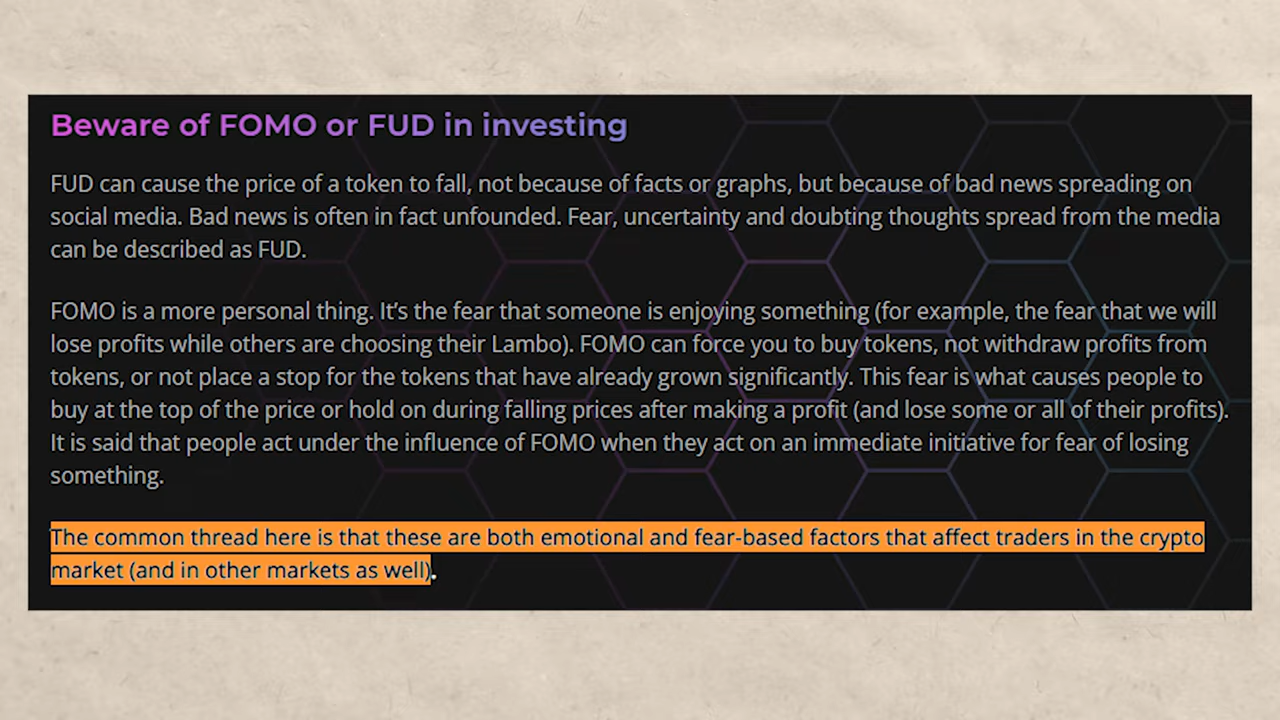 Beware of FOMO or FUD in investing
FUD can cause the price of a token to fall, not because of facts or graphs, but because of bad news spreading on
social media. Bad news is often in fact unfounded. Fear, uncertainty and doubting thoughts spread from the media
can be described as FUD.
FOMO is a more personal thing. It’s the fear that someone is enjoying something (for example, the fear that we will
lose profits while others are choosing their Lambo). FOMO can force you to buy tokens, not withdraw profits from
tokens, or not place a stop for the tokens that have already grown significantly. This fear is what causes people to
buy at the top of the price or hold on during falling prices after making a profit (and lose some or all of their profits).
It is said that people act under the influence of FOMO when they act on an immediate initiative for fear of losing
something.
The common thread here is that these are both emotional and fear-based factors that affect traders in the crypto
market (and in other markets as well).